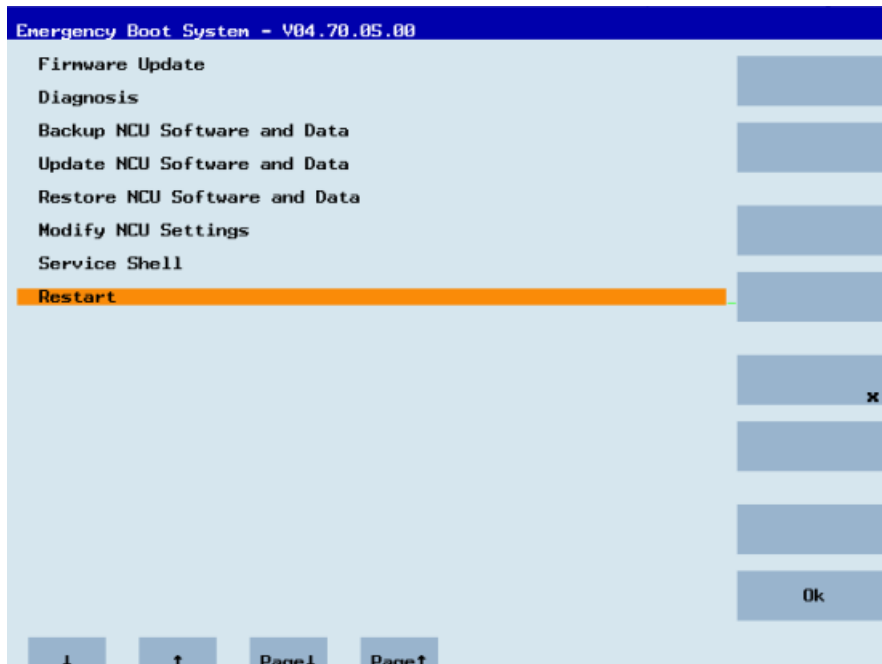 Emergency Boot System - V04.70.05.00
Firmware Update
Diagnosis
Backup NCU Software and Data
Update NCU Software and Data
Restore NCU Software and Data
Modify NCU Settings
Service Shell
Restart
x
Ok
↓ ↑ Page↓ Page↑